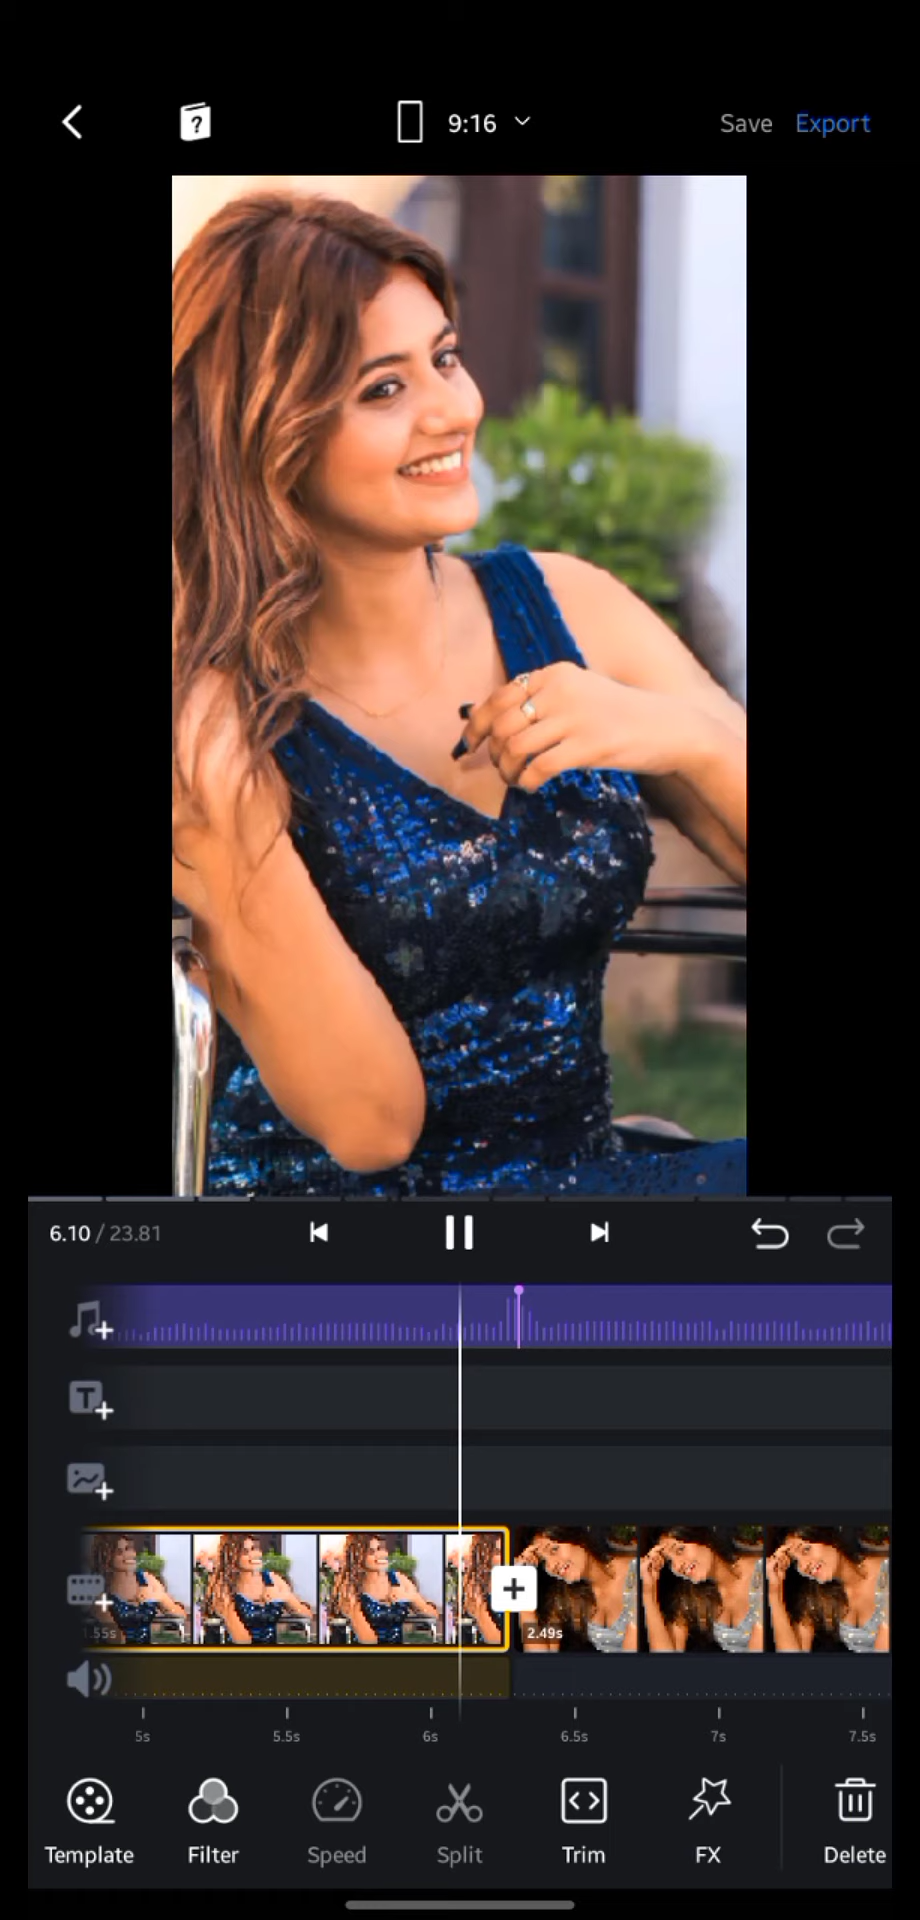 9:16
Save Export
6.10 / 23.81
1.55s
2.49s
5s 5.5s 6s 6.5s 7s 7.5s
Template Filter Speed Split Trim FX Delete